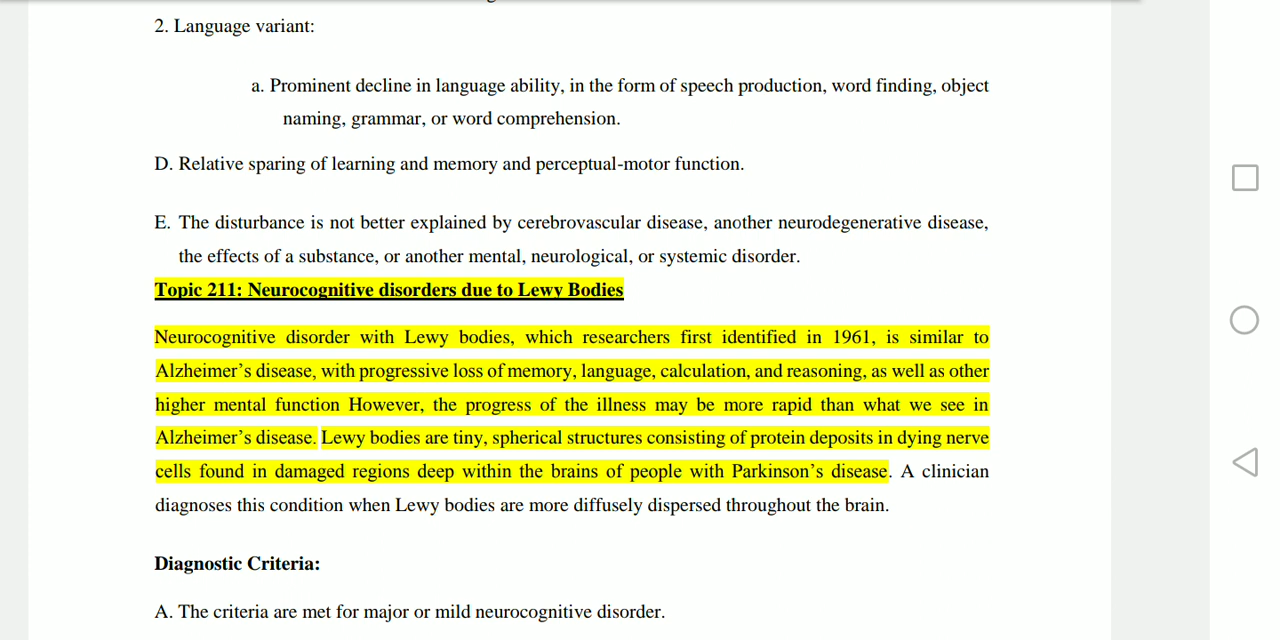 2. Language variant:
a. Prominent decline in language ability, in the form of speech production, word finding, object
naming, grammar, or word comprehension.
D. Relative sparing of learning and memory and perceptual-motor function.
E. The disturbance is not better explained by cerebrovascular disease, another neurodegenerative disease,
the effects of a substance, or another mental, neurological, or systemic disorder.
Topic 211: Neurocognitive disorders due to Lewy Bodies
Neurocognitive disorder with Lewy bodies, which researchers first identified in 1961, is similar to
Alzheimer’s disease, with progressive loss of memory, language, calculation, and reasoning, as well as other
higher mental function However, the progress of the illness may be more rapid than what we see in
Alzheimer’s disease. Lewy bodies are tiny, spherical structures consisting of protein deposits in dying nerve
cells found in damaged regions deep within the brains of people with Parkinson’s disease. A clinician
diagnoses this condition when Lewy bodies are more diffusely dispersed throughout the brain.
Diagnostic Criteria:
A. The criteria are met for major or mild neurocognitive disorder.